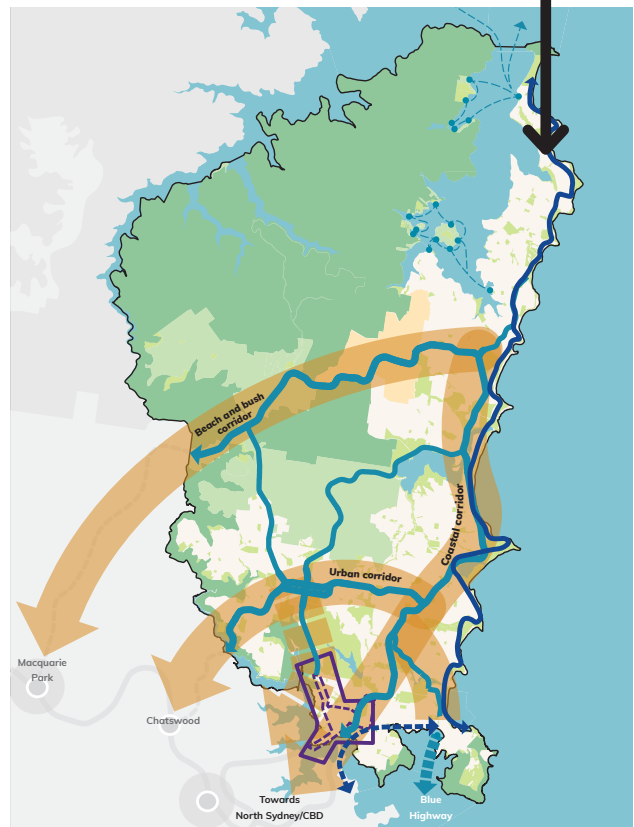 Beach and bush
corridor
Coastal corridor
Urban corridor
Macquarie
Park
Chatswood
Towards
North Sydney/CBD
Blue
Highway